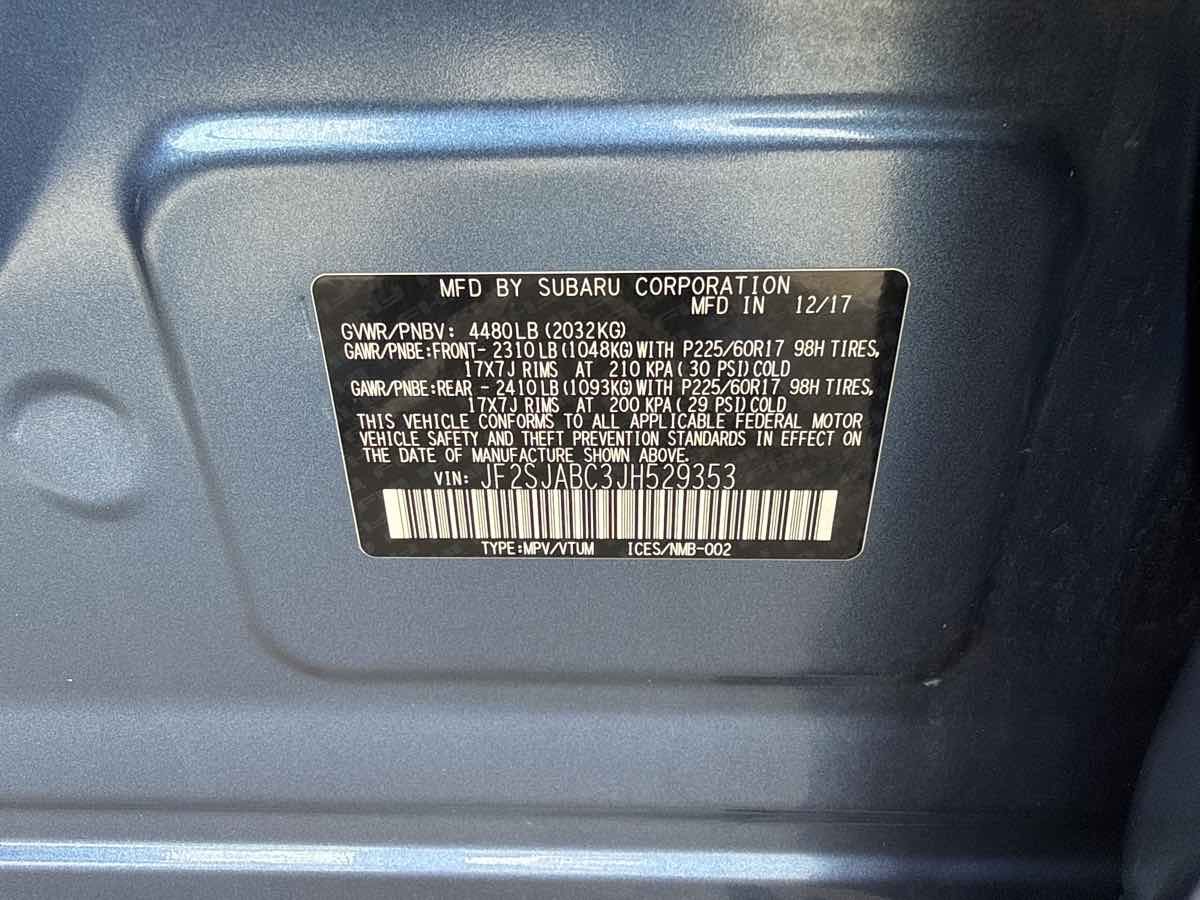 MFD BY SUBARU CORPORATION
MFD IN 12/17
GVWR/PNBV: 4480LB(2032KG)
GAWR/PNBE:FRONT- 2310LB(1048KG)WITH P225/60R17 98H TIRES,
17X7J RIMS AT 210 KPA( 30 PSI)COLD
GAWR/PNBE:REAR - 2410LB(1093KG)WITH P225/60R17 98H TIRES,
17X7J RIMS AT 200 KPA( 29 PSI)COLD
THIS VEHICLE CONFORMS TO ALL APPLICABLE FEDERAL MOTOR
VEHICLE SAFETY AND THEFT PREVENTION STANDARDS IN EFFECT ON
THE DATE OF MANUFACTURE SHOWN ABOVE.
VIN: JF2SJABC3JH529353
TYPE:MPV/VTUM ICES/NMB-002